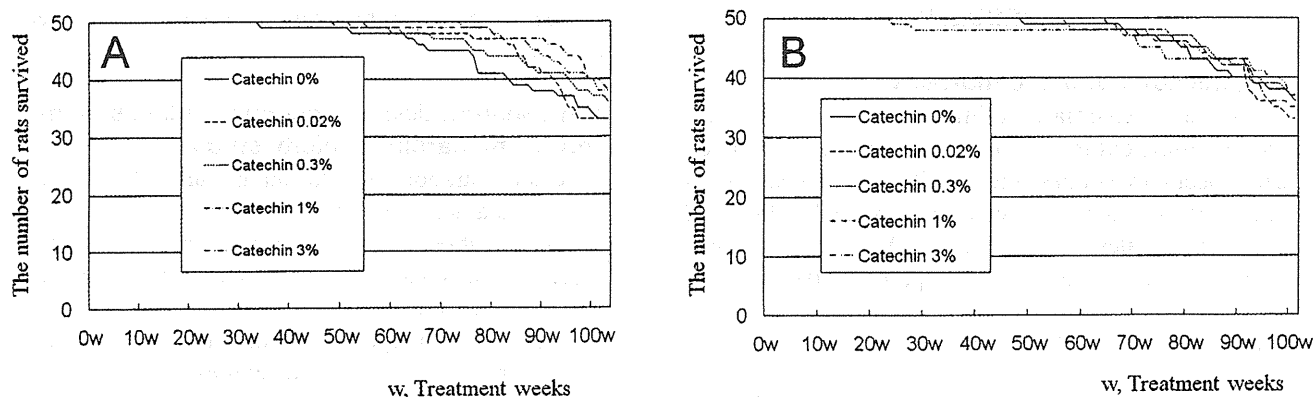 The number of rats survived
50
40
30
20
10
0
A
Catechin 0%
Catechin 0.02%
Catechin 0.3%
Catechin 1%
Catechin 3%
0w 10w 20w 30w 40w 50w 60w 70w 80w 90w 100w
w, Treatment weeks
The number of rats survived
50
40
30
20
10
0
B
Catechin 0%
Catechin 0.02%
Catechin 0.3%
Catechin 1%
Catechin 3%
0w 10w 20w 30w 40w 50w 60w 70w 80w 90w 100w
w, Treatment weeks